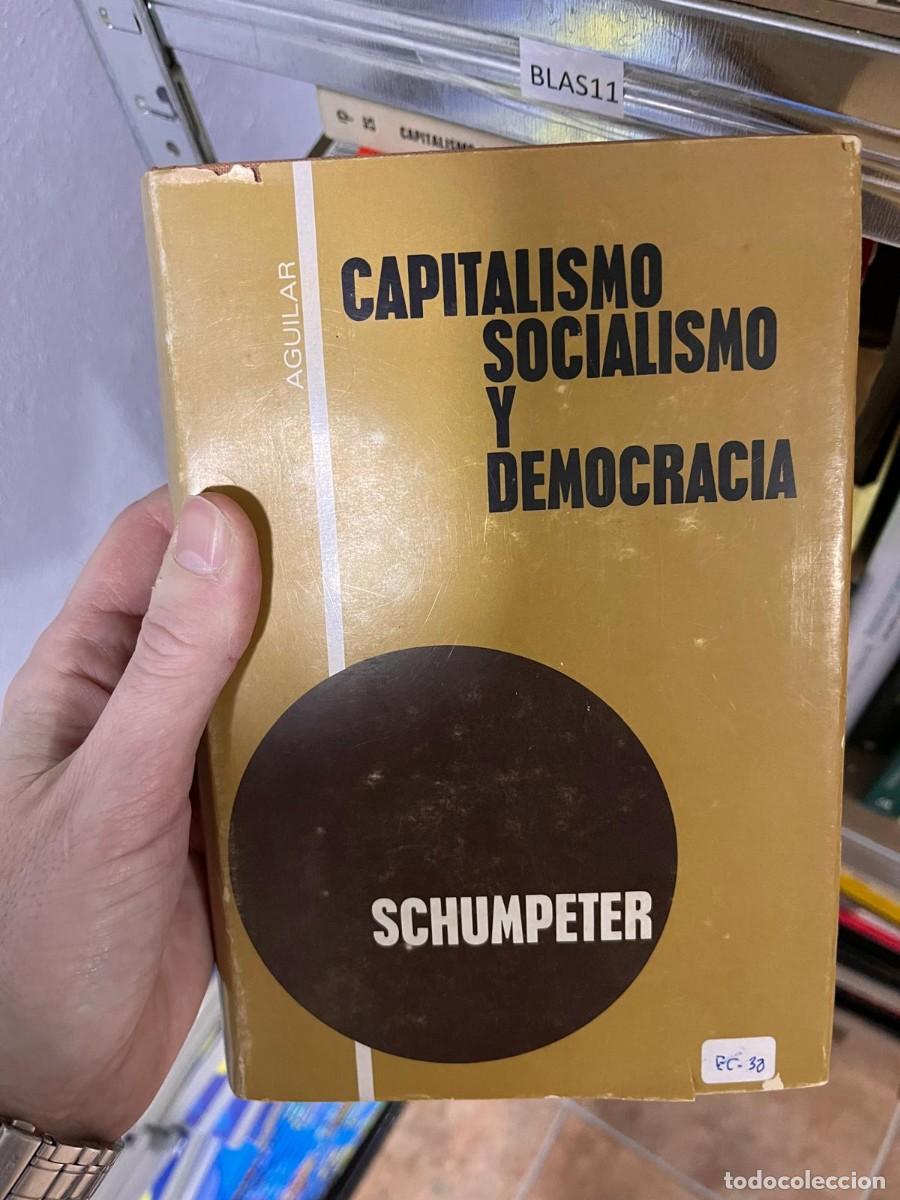 BLAS11
CAPITALISMO
AGUILAR
CAPITALISMO
SOCIALISMO
Y
DEMOCRACIA
SCHUMPETER
EC-38
todocoleccion